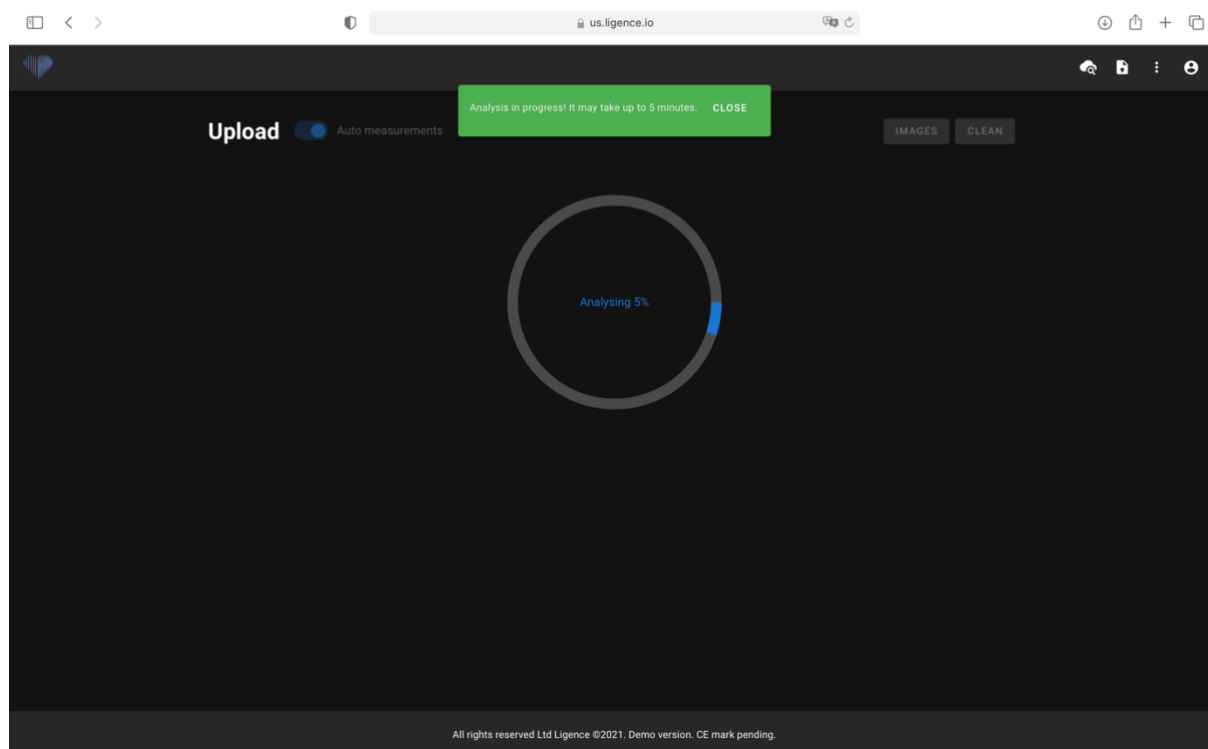 us.ligence.io
Analysis in progress! It may take up to 5 minutes. CLOSE
Upload Auto measurements IMAGES CLEAN
Analysing 5%
All rights reserved Ltd Ligence ©2021. Demo version. CE mark pending.